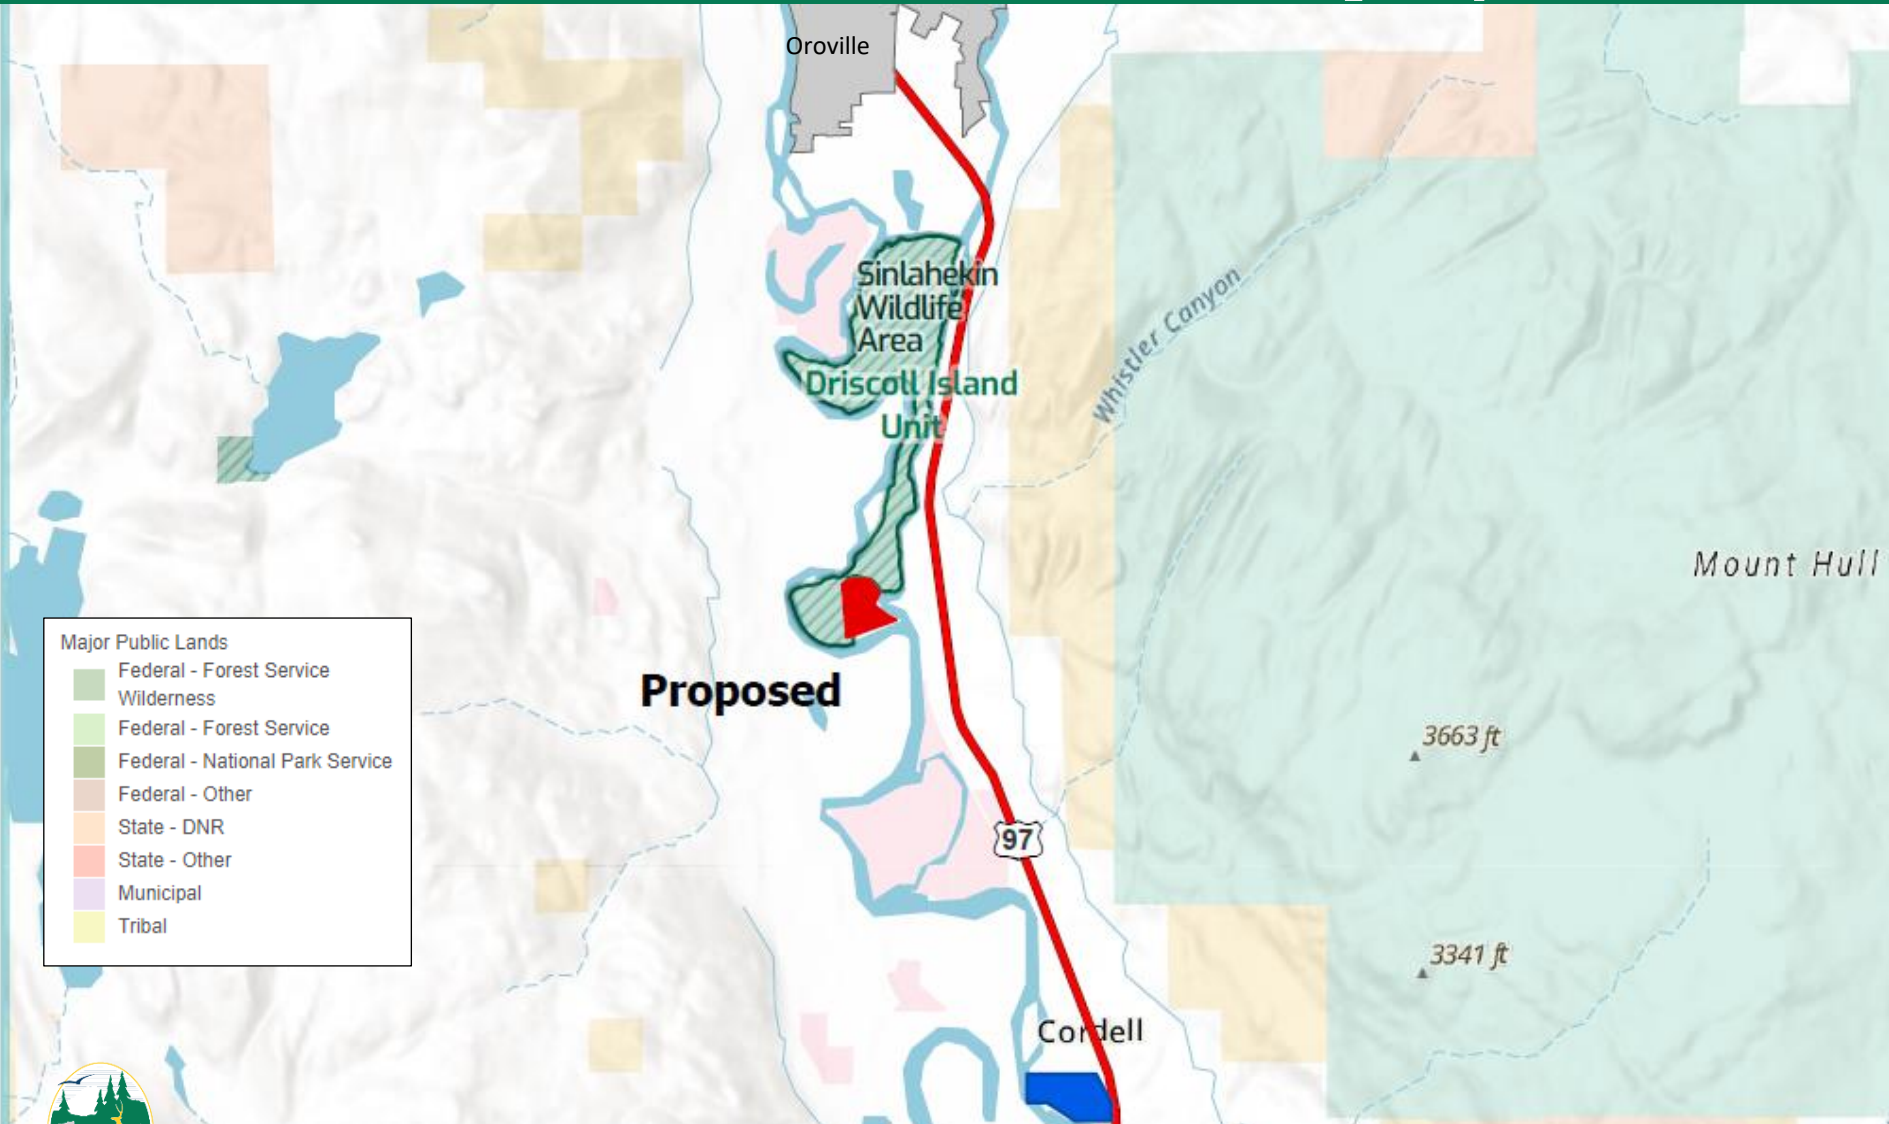 Oroville
Sinlahekin
Wildlife
Area
Driscoll Island
Unit
Whistler Canyon
Mount Hull
Proposed
3663 ft
97
3341 ft
Cordell
Major Public Lands
Federal - Forest Service
Wilderness
Federal - Forest Service
Federal - National Park Service
Federal - Other
State - DNR
State - Other
Municipal
Tribal